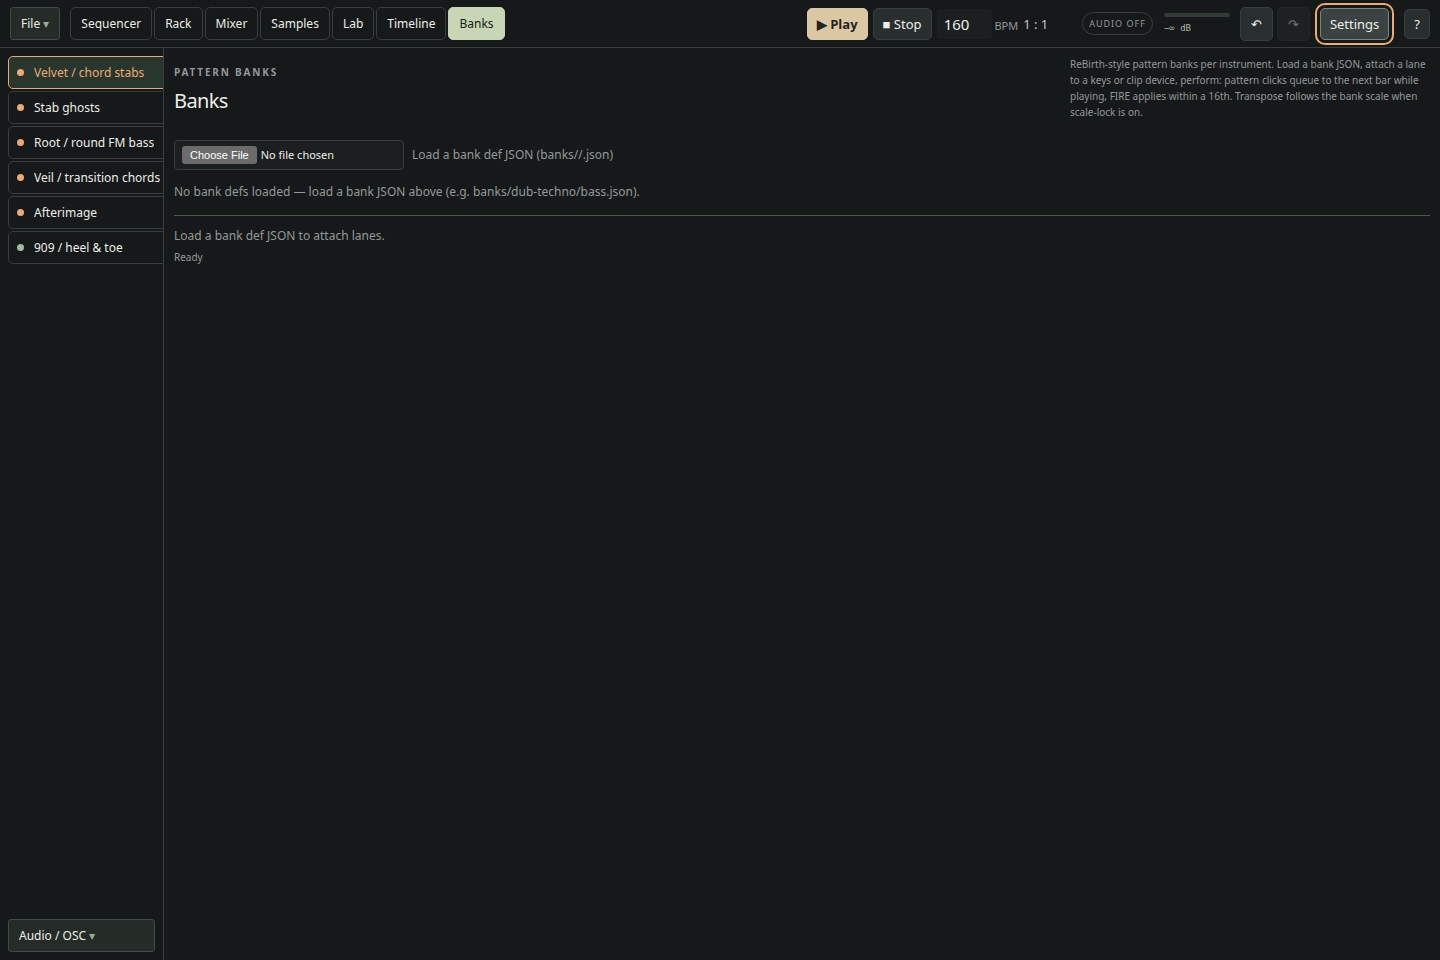 File ▾ Sequencer Rack Mixer Samples Lab Timeline Banks ▶ Play ■ Stop 160 BPM 1 : 1 AUDIO OFF −∞ dB ↶ ↷ Settings ?
Velvet / chord stabs
Stab ghosts
Root / round FM bass
Veil / transition chords
Afterimage
909 / heel & toe
Audio / OSC ▾
PATTERN BANKS
Banks
ReBirth-style pattern banks per instrument. Load a bank JSON, attach a lane
to a keys or clip device, perform: pattern clicks queue to the next bar while
playing, FIRE applies within a 16th. Transpose follows the bank scale when
scale-lock is on.
Choose File No file chosen Load a bank def JSON (banks//.json)
No bank defs loaded — load a bank JSON above (e.g. banks/dub-techno/bass.json).
Load a bank def JSON to attach lanes.
Ready